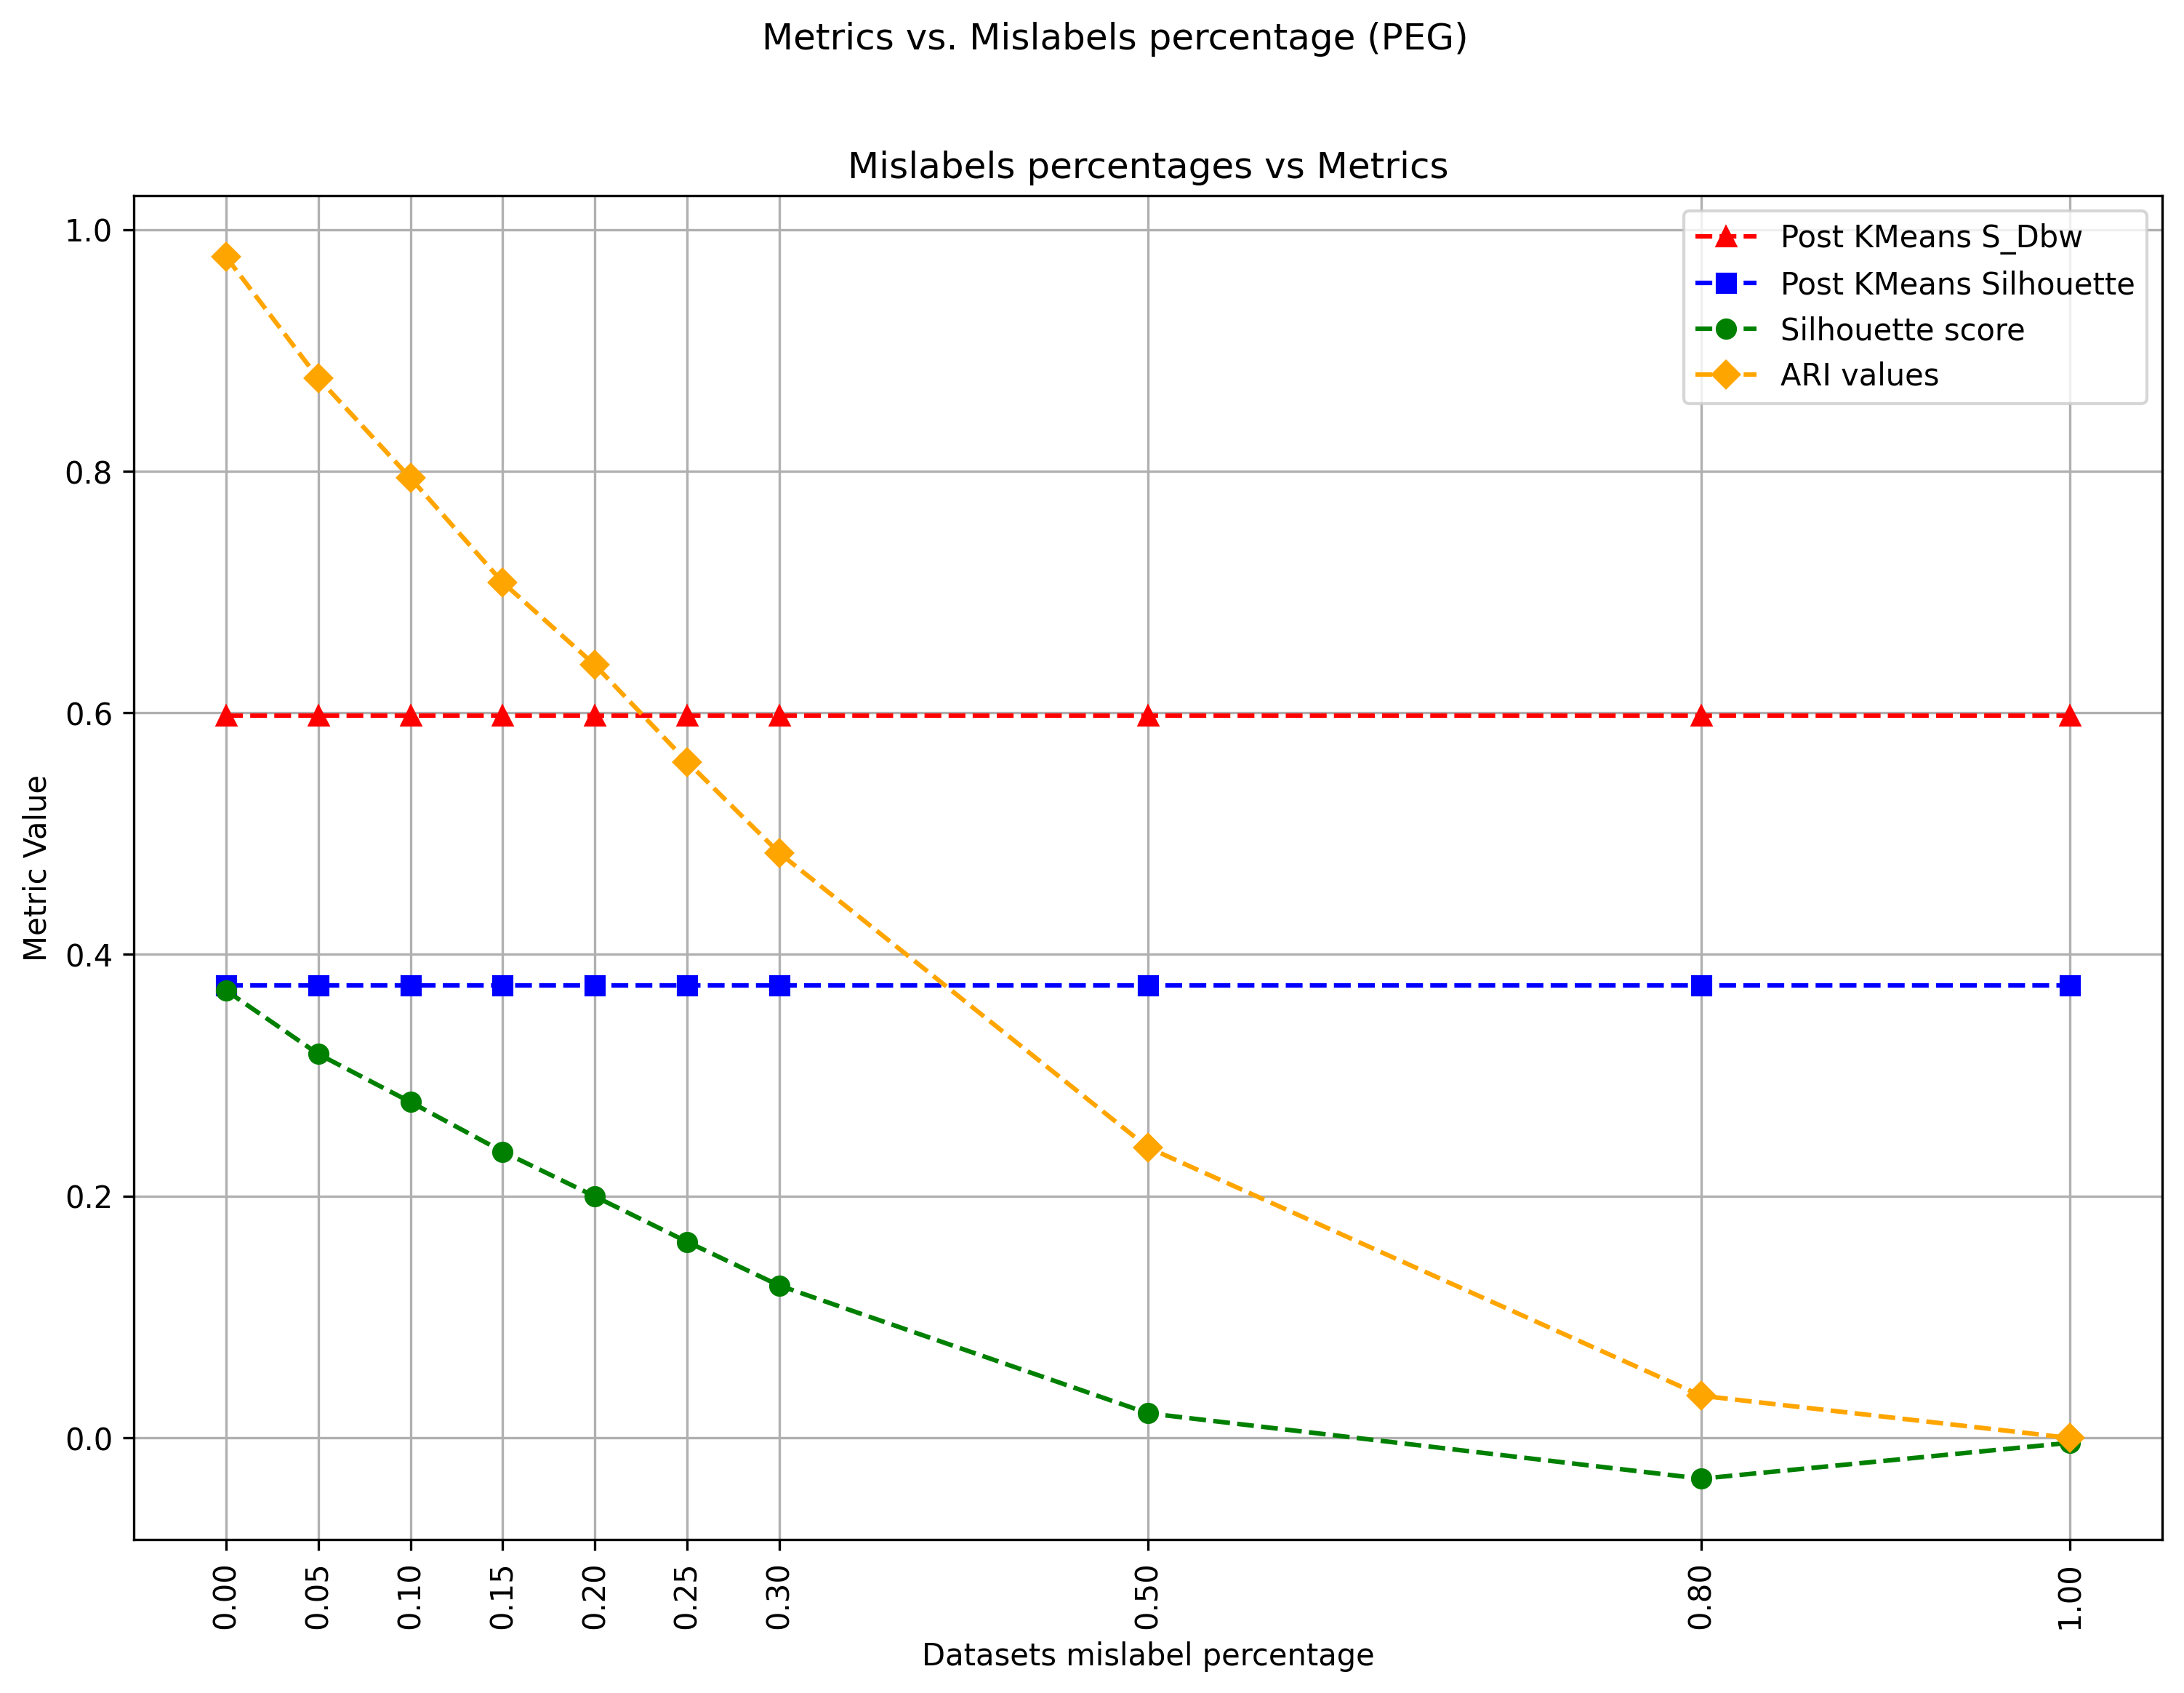 Metrics vs. Mislabels percentage (PEG)
Mislabels percentages vs Metrics
Post KMeans S_Dbw
Post KMeans Silhouette
Silhouette score
ARI values
Metric Value
1.0
0.8
0.6
0.4
0.2
0.0
0.00 0.05 0.10 0.15 0.20 0.25 0.30 0.50 0.80 1.00
Datasets mislabel percentage